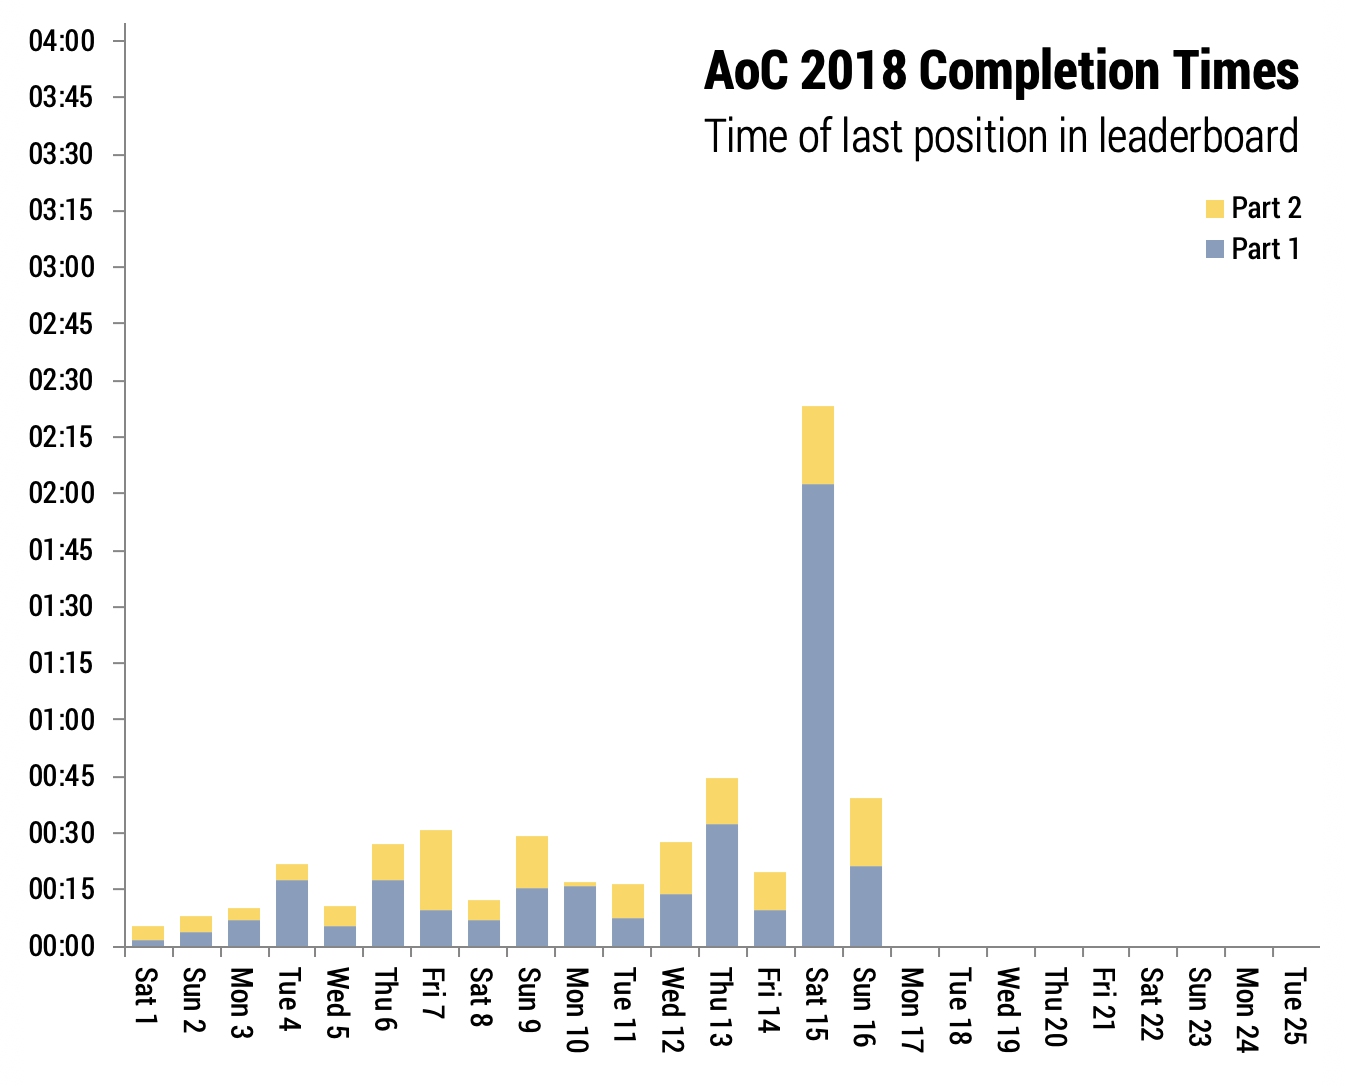 AoC 2018 Completion Times
Time of last position in leaderboard
Part 2
Part 1
04:00
03:45
03:30
03:15
03:00
02:45
02:30
02:15
02:00
01:45
01:30
01:15
01:00
00:45
00:30
00:15
00:00
Sat 1
Sun 2
Mon 3
Tue 4
Wed 5
Thu 6
Fri 7
Sat 8
Sun 9
Mon 10
Tue 11
Wed 12
Thu 13
Fri 14
Sat 15
Sun 16
Mon 17
Tue 18
Wed 19
Thu 20
Fri 21
Sat 22
Sun 23
Mon 24
Tue 25